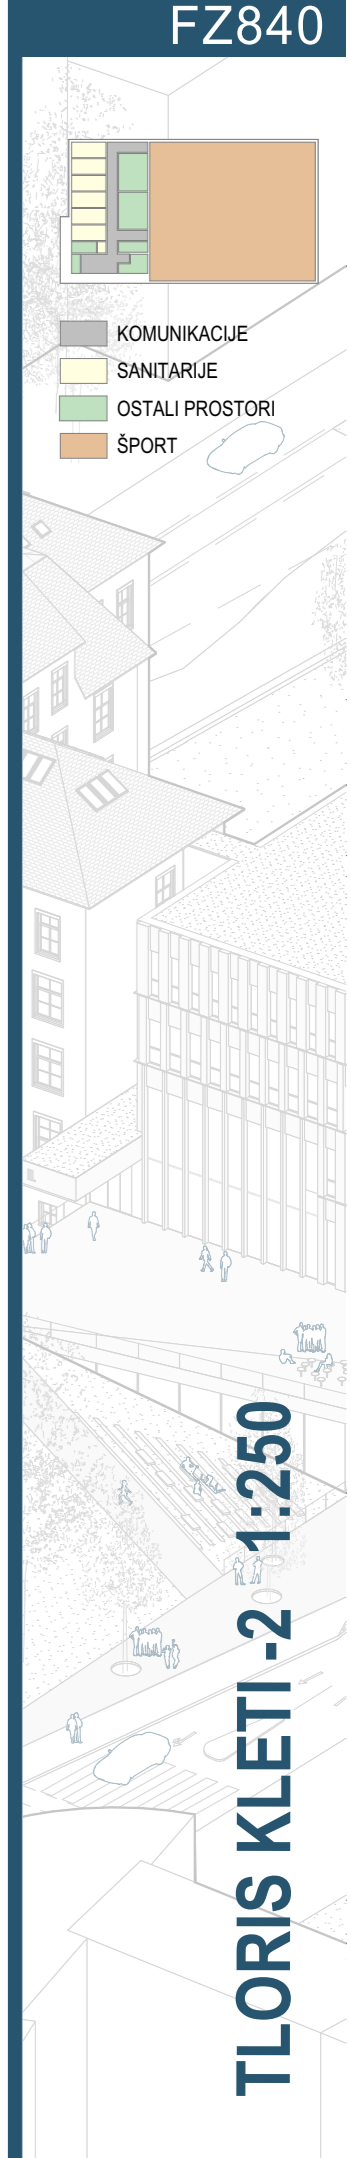 FZ840
KOMUNIKACIJE
SANITARIJE
OSTALI PROSTORI
ŠPORT
TLORIS KLETI -2 1:250